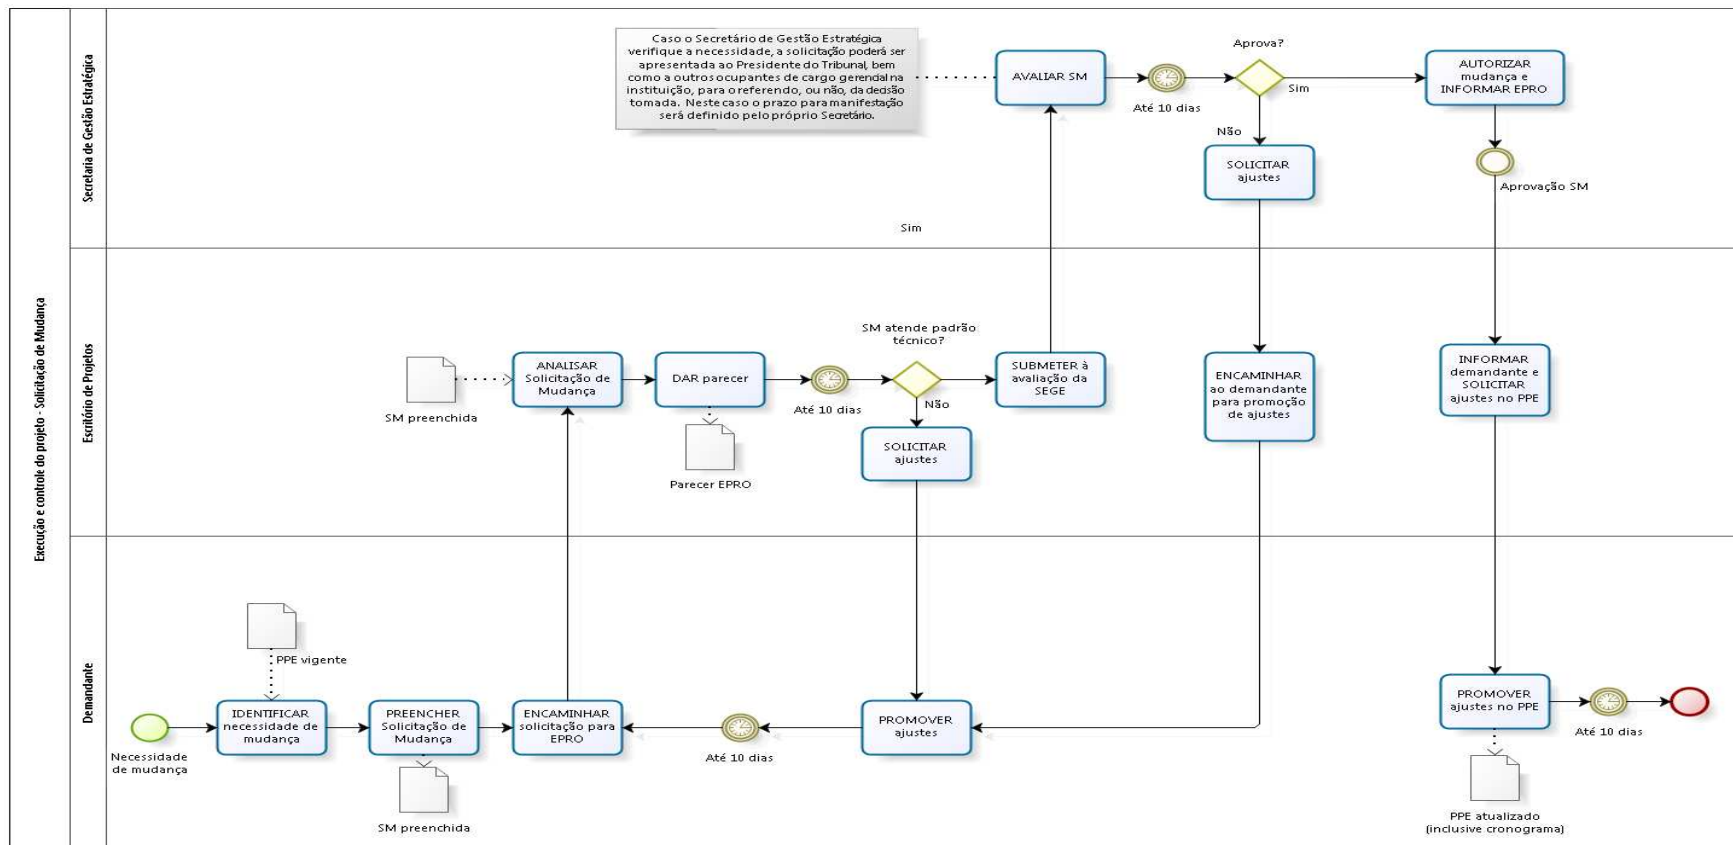 Execução e controle do projeto - Solicitação de Mudança
Secretaria de Gestão Estratégica
Caso o Secretário de Gestão Estratégica
verifique a necessidade, a solicitação poderá ser
apresentada ao Presidente do Tribunal, bem
como a outros ocupantes de cargo gerencial na
instituição, para o referendo, ou não, da decisão
tomada. Neste caso o prazo para manifestação
será definido pelo próprio Secretário.
AVALIAR SM
Até 10 dias
Aprova?
Sim
Não
AUTORIZAR
mudança e
INFORMAR EPRO
SOLICITAR
ajustes
Aprovação SM
Sim
Escritório de Projetos
SM preenchida
ANALISAR
Solicitação de
Mudança
DAR parecer
Parecer EPRO
Até 10 dias
SM atende padrão
técnico?
Não
SOLICITAR
ajustes
SUBMETER à
avaliação da
SEGE
ENCAMINHAR
ao demandante
para promoção
de ajustes
INFORMAR
demandante e
SOLICITAR
ajustes no PPE
Demandante
Necessidade
de mudança
PPE vigente
IDENTIFICAR
necessidade de
mudança
PREENCHER
Solicitação de
Mudança
SM preenchida
ENCAMINHAR
solicitação para
EPRO
Até 10 dias
PROMOVER
ajustes
PROMOVER
ajustes no PPE
Até 10 dias
PPE atualizado
(inclusive cronograma)